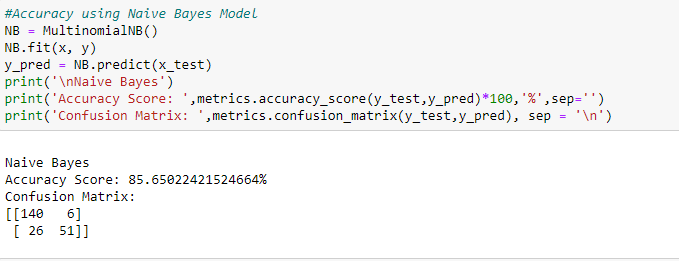 #Accuracy using Naive Bayes Model
NB = MultinomialNB()
NB.fit(x, y)
y_pred = NB.predict(x_test)
print('\nNaive Bayes')
print('Accuracy Score: ',metrics.accuracy_score(y_test,y_pred)*100,'%',sep='')
print('Confusion Matrix: ',metrics.confusion_matrix(y_test,y_pred), sep = '\n')
Naive Bayes
Accuracy Score: 85.65022421524664%
Confusion Matrix:
[[140   6]
 [ 26  51]]